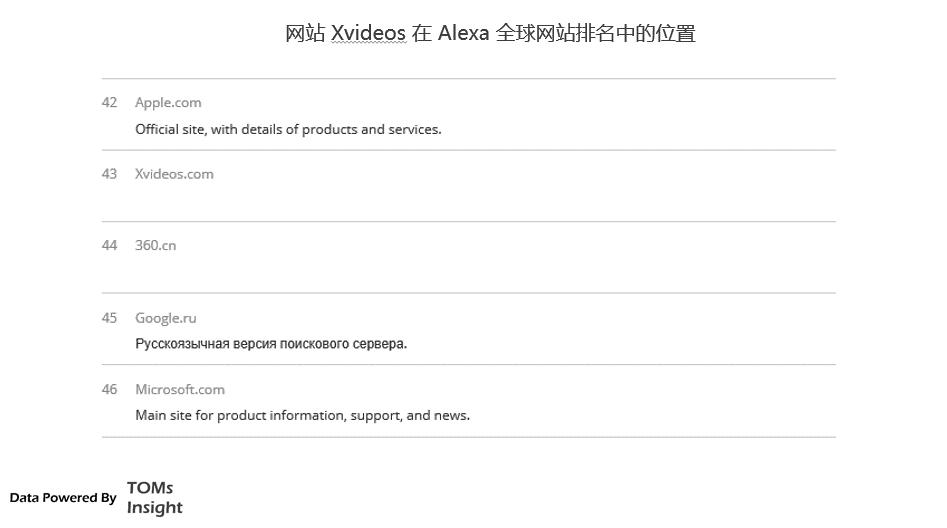 网站 Xvideos 在 Alexa 全球网站排名中的位置
42 Apple.com
Official site, with details of products and services.
43 Xvideos.com
44 360.cn
45 Google.ru
Русскоязычная версия поискового сервера.
46 Microsoft.com
Main site for product information, support, and news.
Data Powered By TOMs
Insight